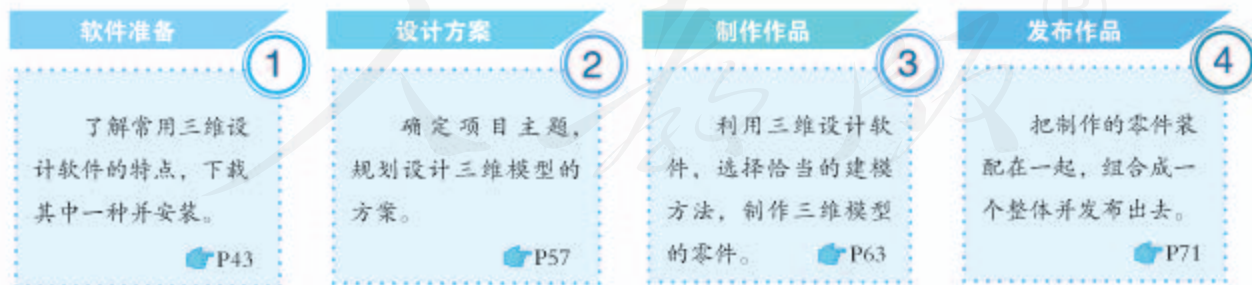 软件准备
1
了解常用三维设
计软件的特点，下载
其中一种并安装。
P43
设计方案
2
确定项目主题，
规划设计三维模型的
方案。
P57
制作作品
3
利用三维设计软
件，选择恰当的建模
方法，制作三维模型
的零件。 P63
发布作品
4
把制作的零件装
配在一起，组合成一
个整体并发布出去。
P71